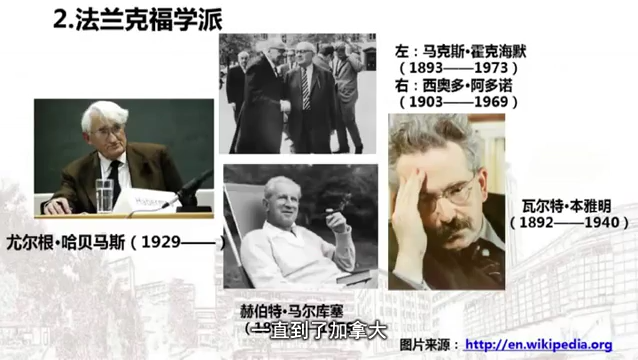 2.法兰克福学派
左：马克斯·霍克海默
（1893——1973）
右：西奥多·阿多诺
（1903——1969）
尤尔根·哈贝马斯（1929—— ）
瓦尔特·本雅明
（1892——1940）
赫伯特·马尔库塞
一直到了加拿大
图片来源：http://en.wikipedia.org